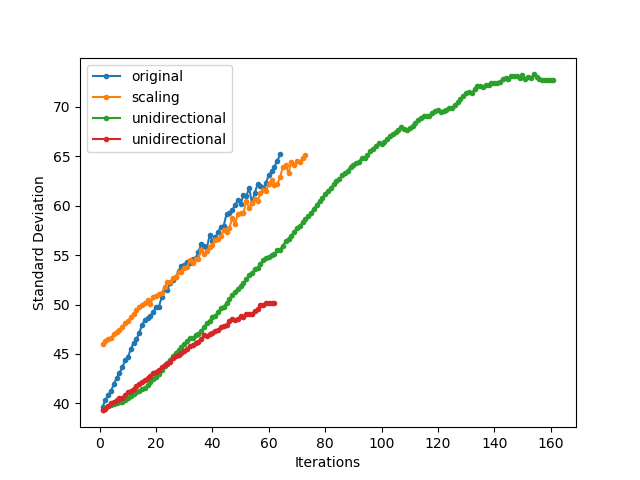 original
scaling
unidirectional
unidirectional
70
65
60
55
50
45
40
Standard Deviation
0 20 40 60 80 100 120 140 160
Iterations